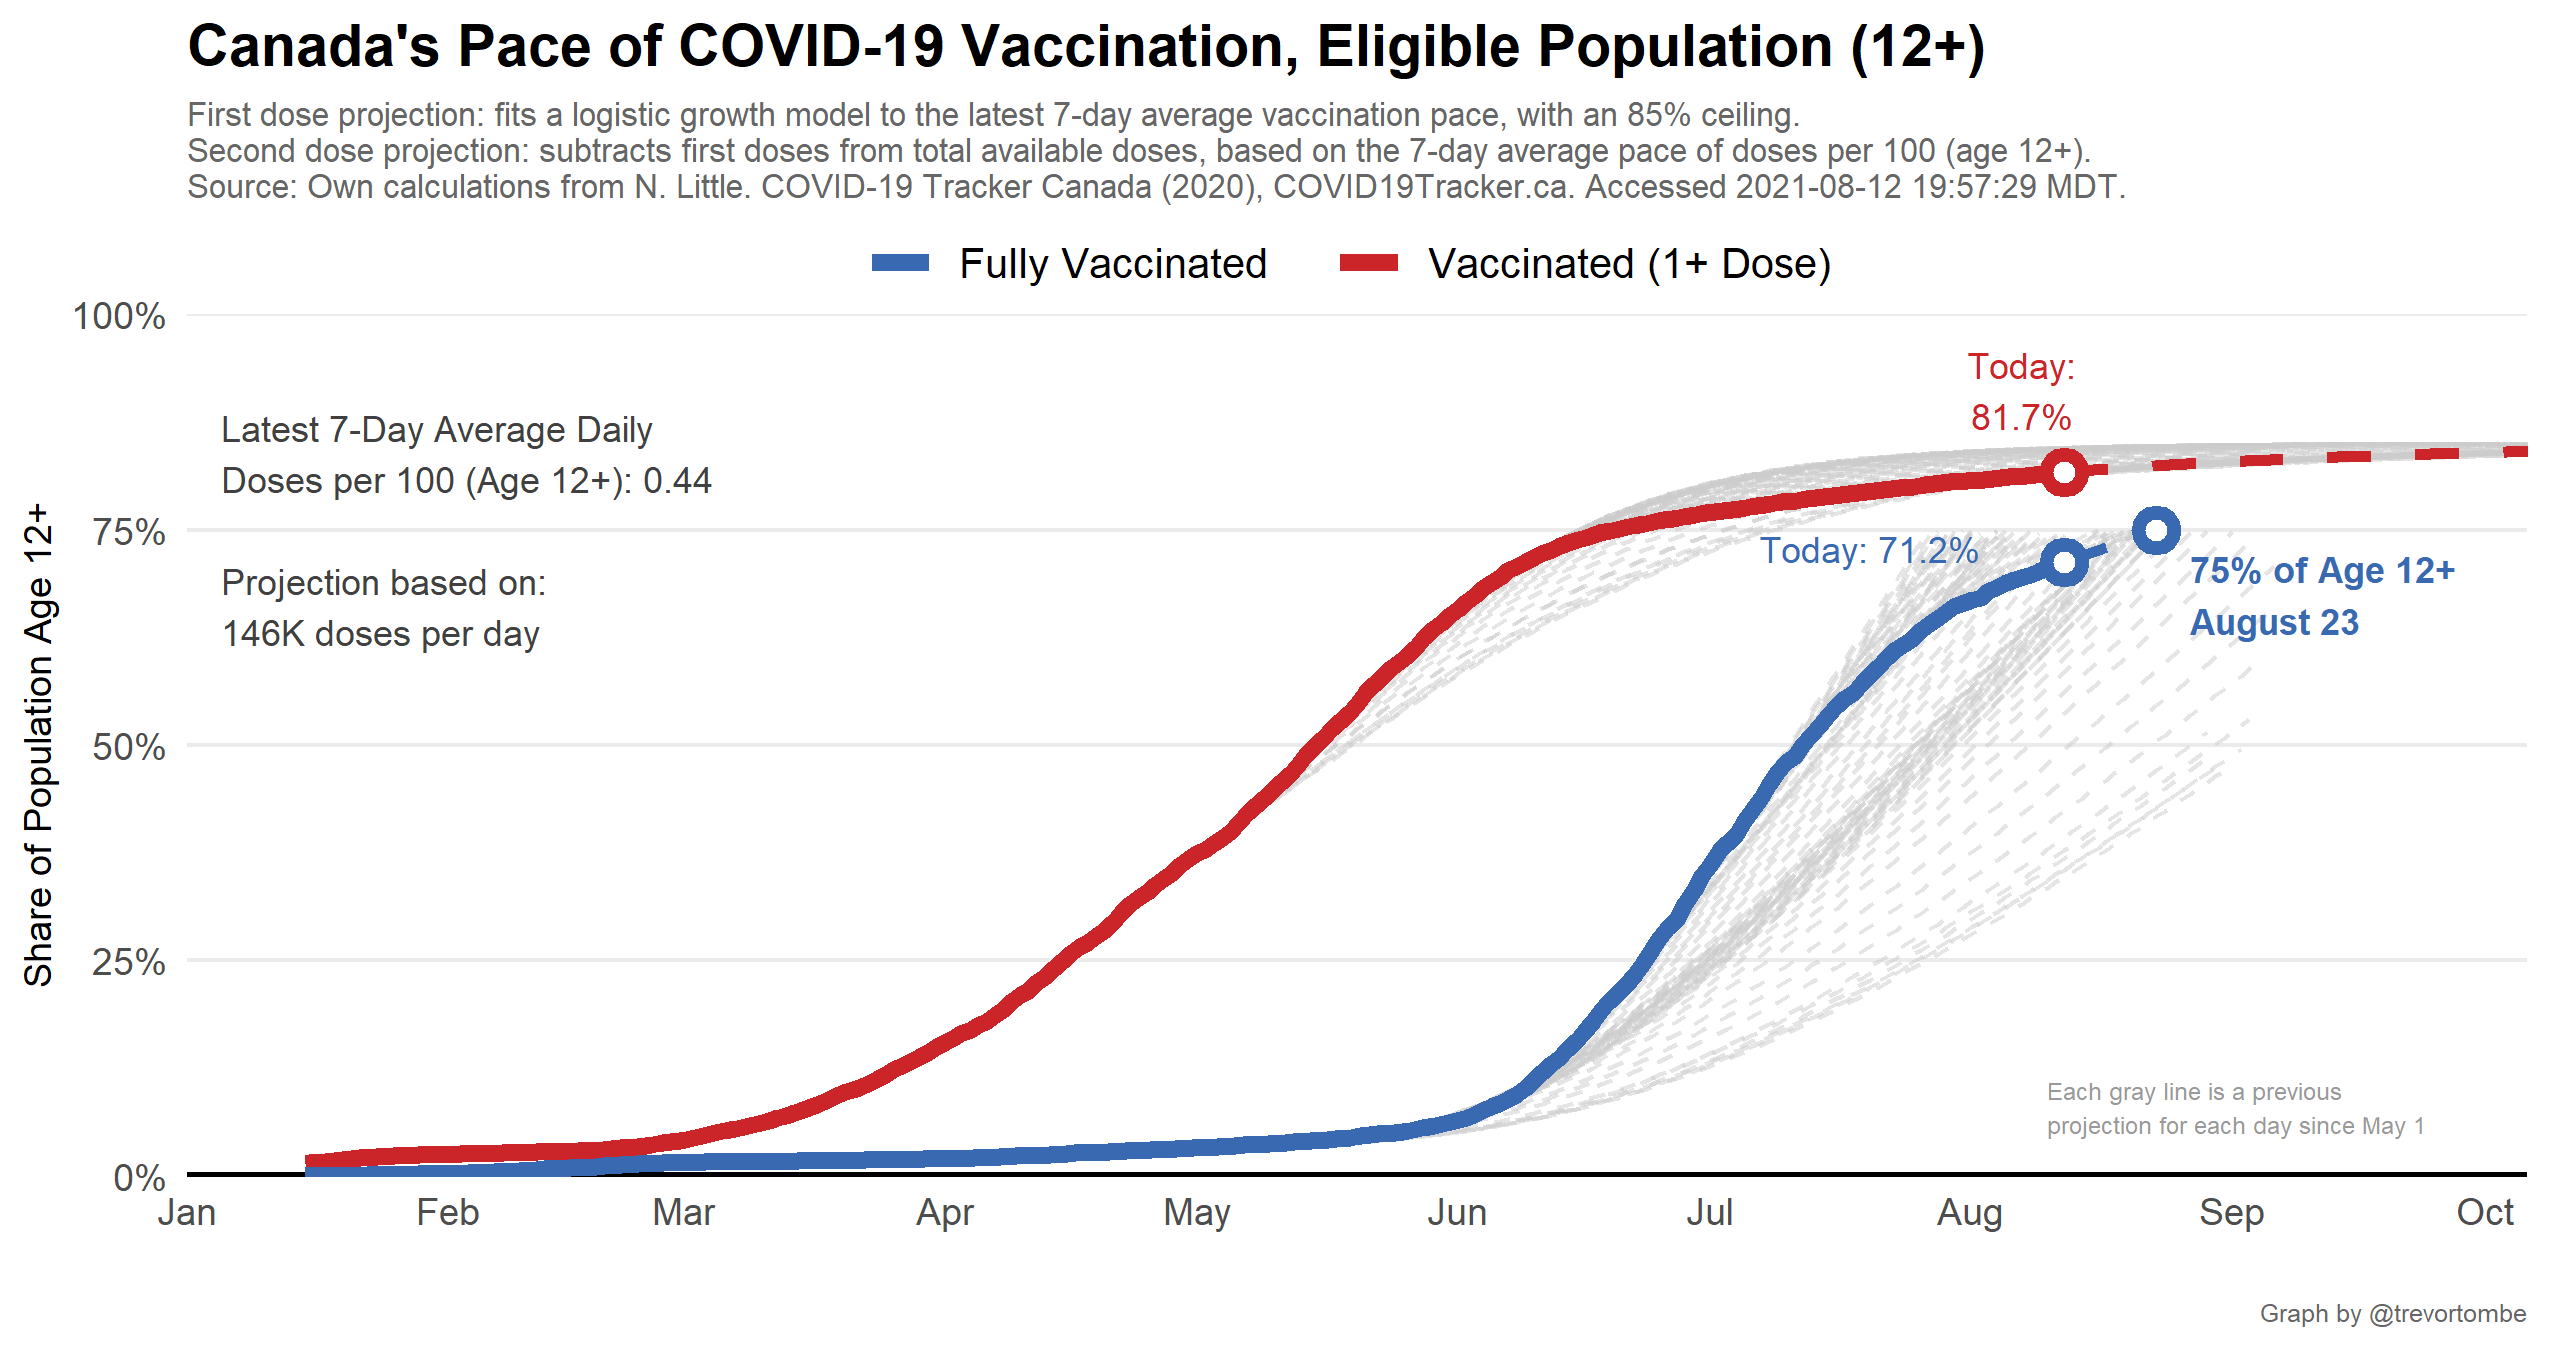 Canada's Pace of COVID-19 Vaccination, Eligible Population (12+)
First dose projection: fits a logistic growth model to the latest 7-day average vaccination pace, with an 85% ceiling.
Second dose projection: subtracts first doses from total available doses, based on the 7-day average pace of doses per 100 (age 12+).
Source: Own calculations from N. Little. COVID-19 Tracker Canada (2020), COVID19Tracker.ca. Accessed 2021-08-12 19:57:29 MDT.
Fully Vaccinated
Vaccinated (1+ Dose)
Share of Population Age 12+
100%
75%
50%
25%
0%
Latest 7-Day Average Daily
Doses per 100 (Age 12+): 0.44
Projection based on:
146K doses per day
Today:
81.7%
Today: 71.2%
75% of Age 12+
August 23
Each gray line is a previous
projection for each day since May 1
Jan
Feb
Mar
Apr
May
Jun
Jul
Aug
Sep
Oct
Graph by @trevortombe